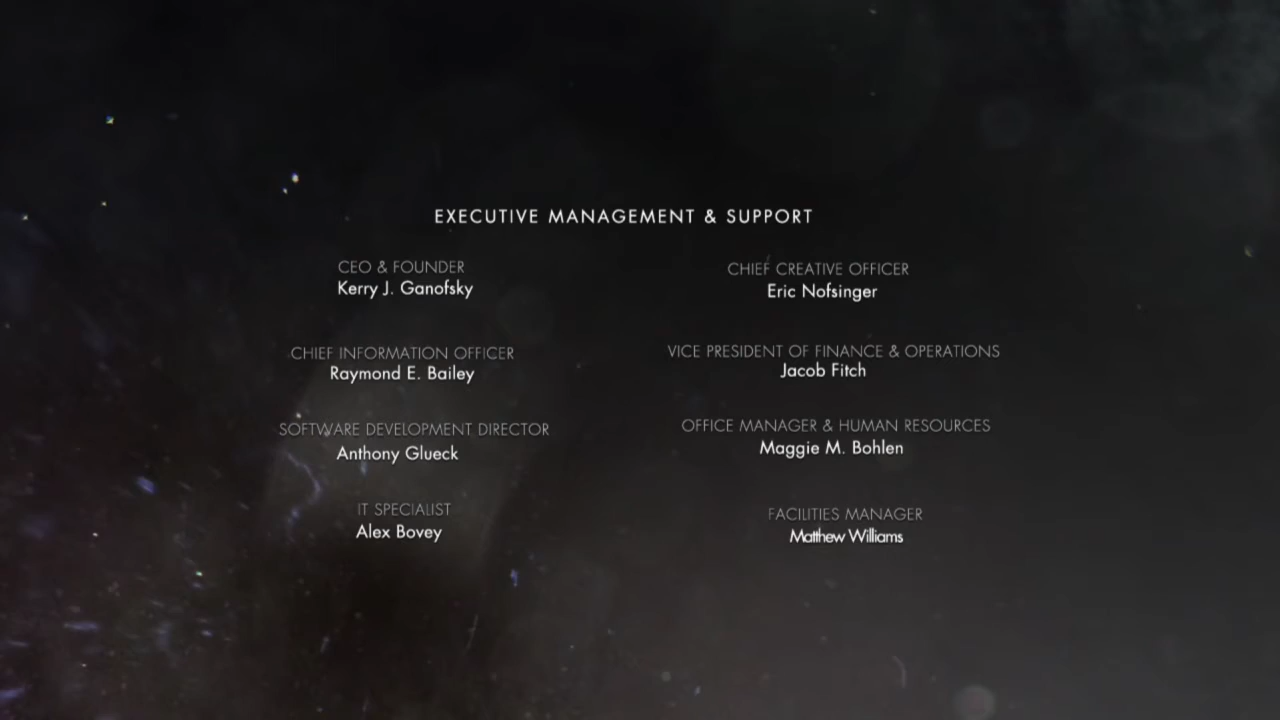 EXECUTIVE MANAGEMENT & SUPPORT
CEO & FOUNDER
Kerry J. Ganofsky
CHIEF CREATIVE OFFICER
Eric Nofsinger
CHIEF INFORMATION OFFICER
Raymond E. Bailey
VICE PRESIDENT OF FINANCE & OPERATIONS
Jacob Fitch
SOFTWARE DEVELOPMENT DIRECTOR
Anthony Glueck
OFFICE MANAGER & HUMAN RESOURCES
Maggie M. Bohlen
IT SPECIALIST
Alex Bovey
FACILITIES MANAGER
Matthew Williams